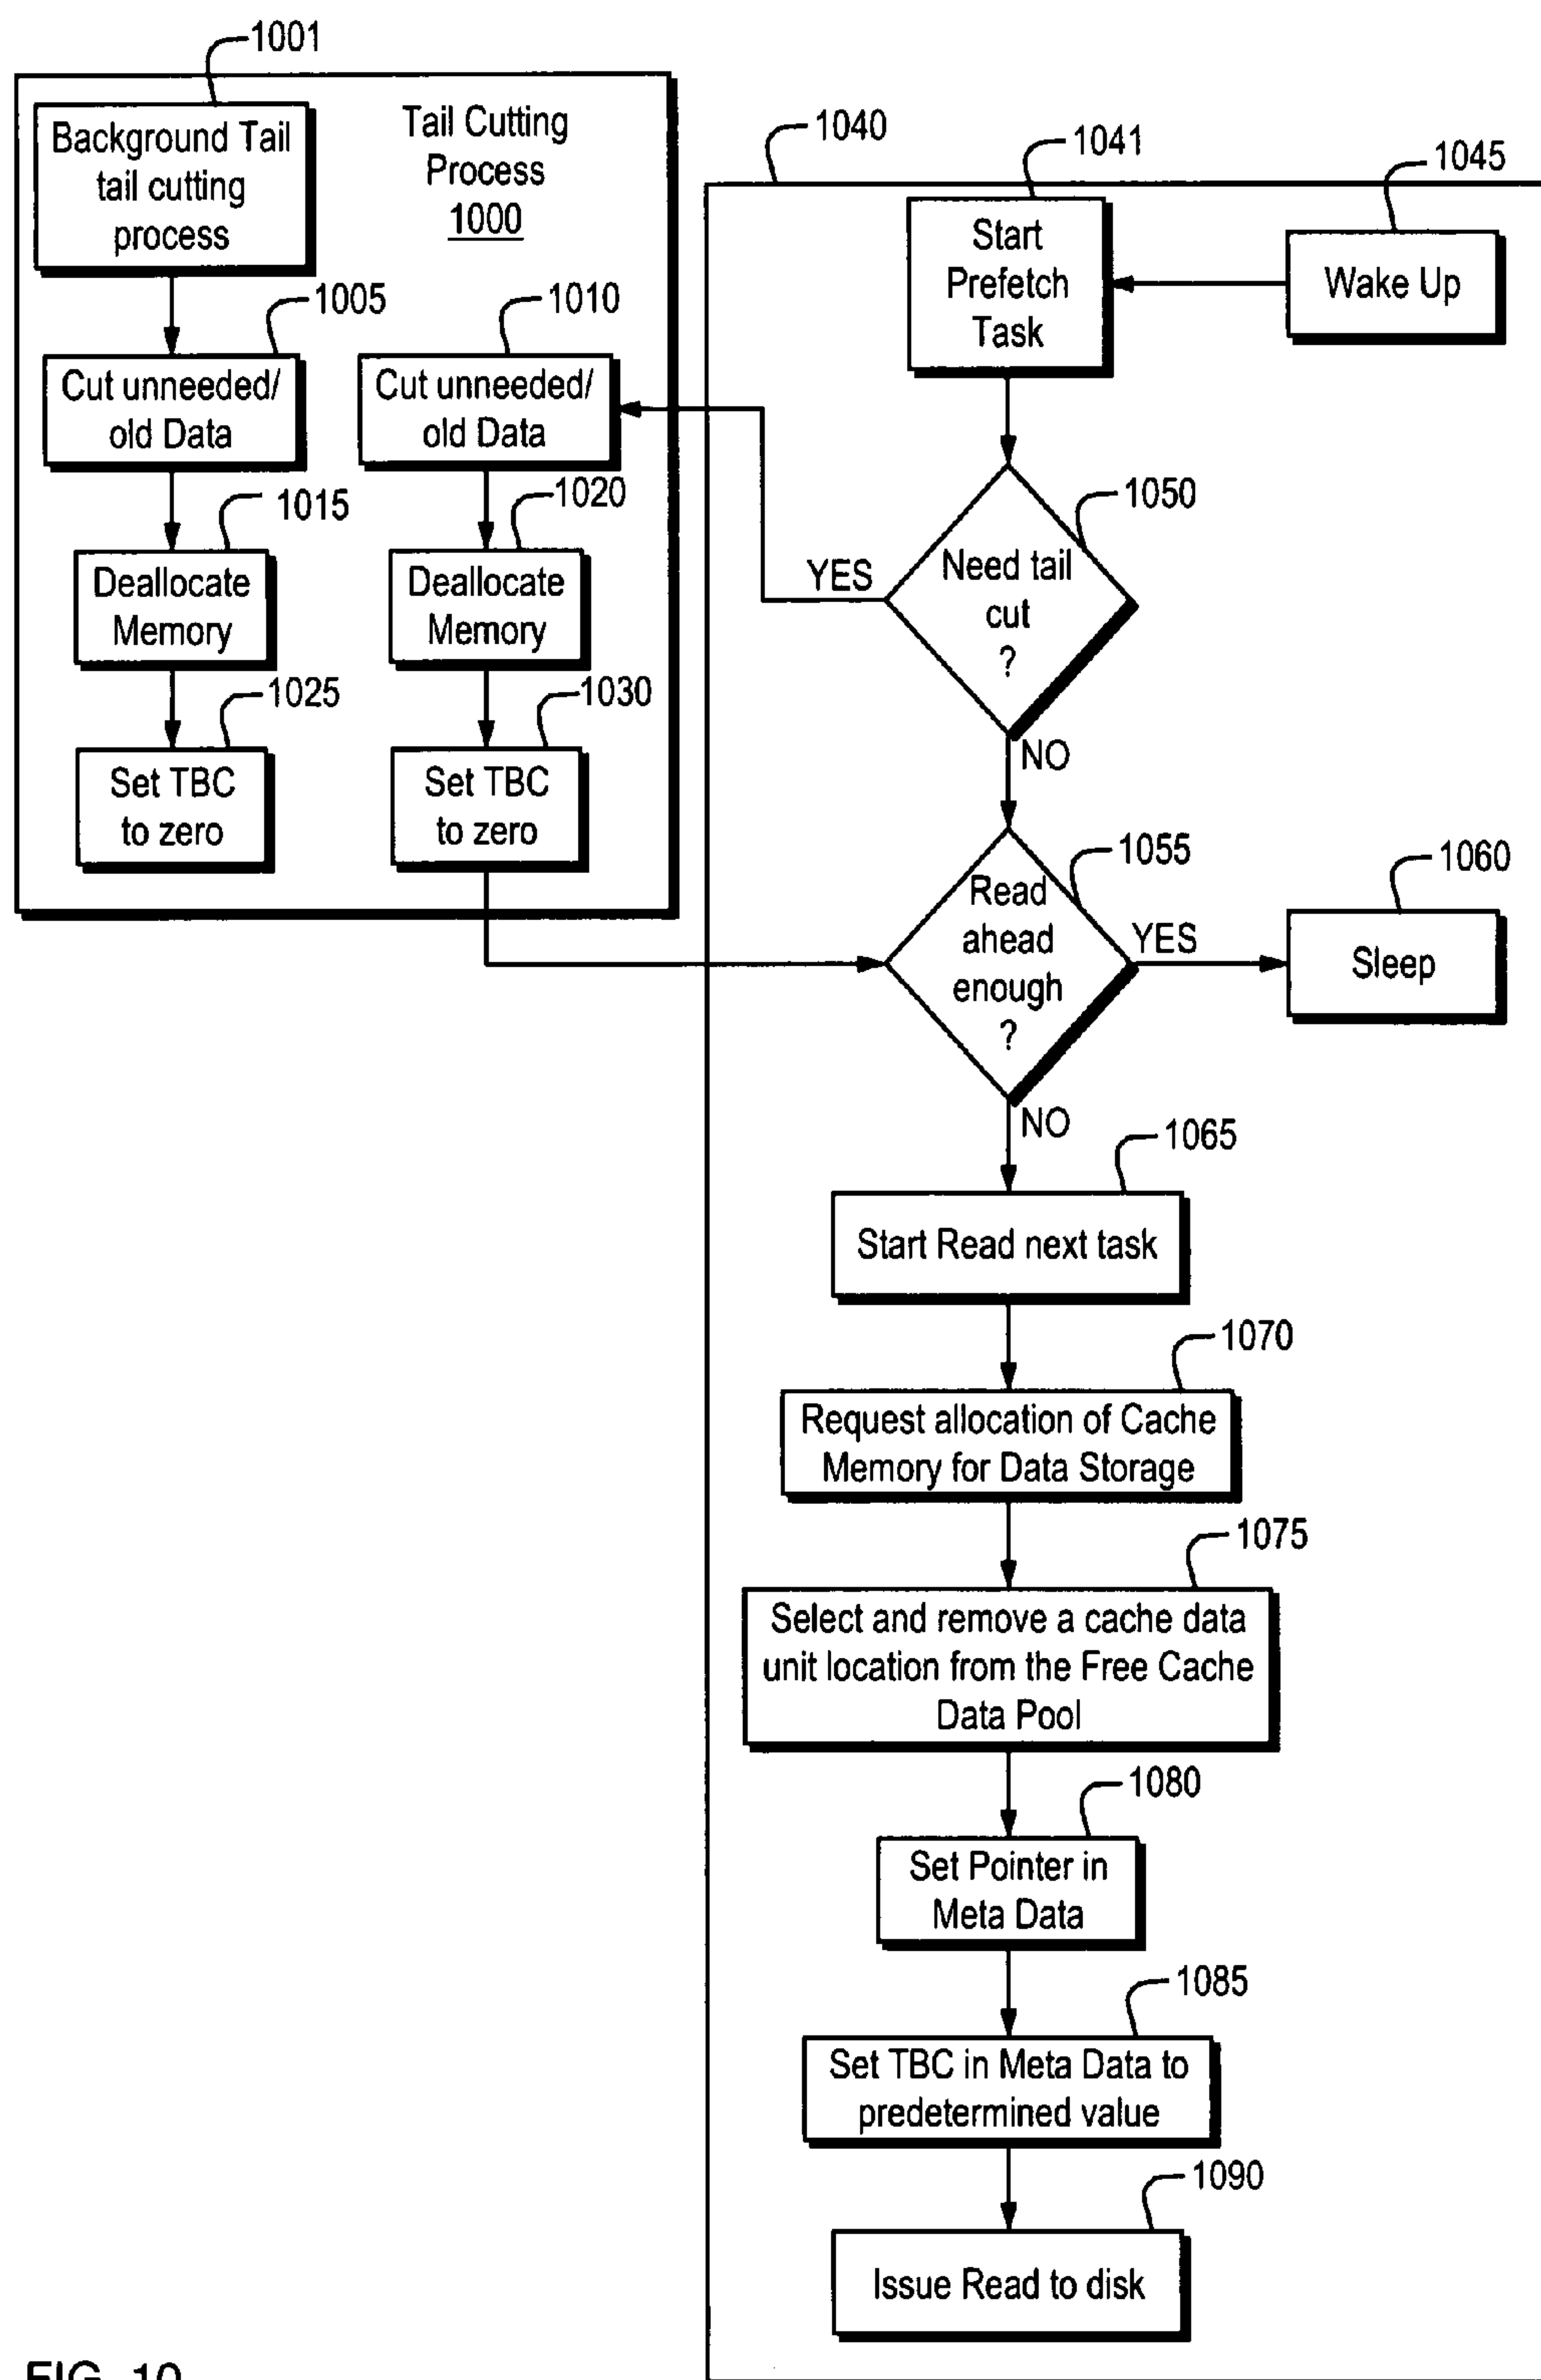 1001
Background Tail
tail cutting
process
Tail Cutting
Process
1000
1005
Cut unneeded/
old Data
1010
Cut unneeded/
old Data
1015
Deallocate
Memory
1020
Deallocate
Memory
1025
Set TBC
to zero
1030
Set TBC
to zero
1040
1041
Start
Prefetch
Task
1045
Wake Up
1050
Need tail
cut
?
YES
NO
1055
Read
ahead
enough
?
YES
1060
Sleep
NO
1065
Start Read next task
1070
Request allocation of Cache
Memory for Data Storage
1075
Select and remove a cache data
unit location from the Free Cache
Data Pool
1080
Set Pointer in
Meta Data
1085
Set TBC in Meta Data to
predetermined value
1090
Issue Read to disk
FIG. 10